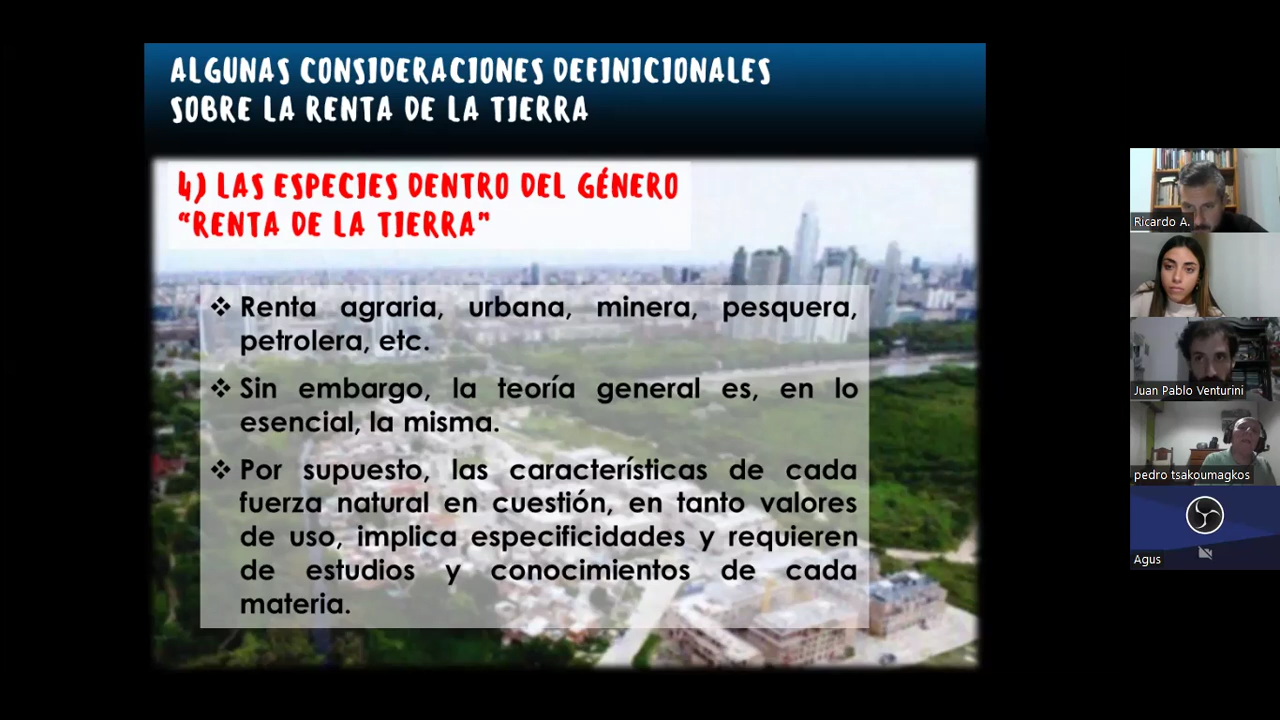 ALGUNAS CONSIDERACIONES DEFINICIONALES
SOBRE LA RENTA DE LA TIERRA
4) LAS ESPECIES DENTRO DEL GÉNERO
“RENTA DE LA TIERRA”
❖ Renta agraria, urbana, minera, pesquera,
petrolera, etc.
❖ Sin embargo, la teoría general es, en lo
esencial, la misma.
❖ Por supuesto, las características de cada
fuerza natural en cuestión, en tanto valores
de uso, implica especificidades y requieren
de estudios y conocimientos de cada
materia.
Ricardo A.
Juan Pablo Venturini
pedro tsakoumagkos
Agus